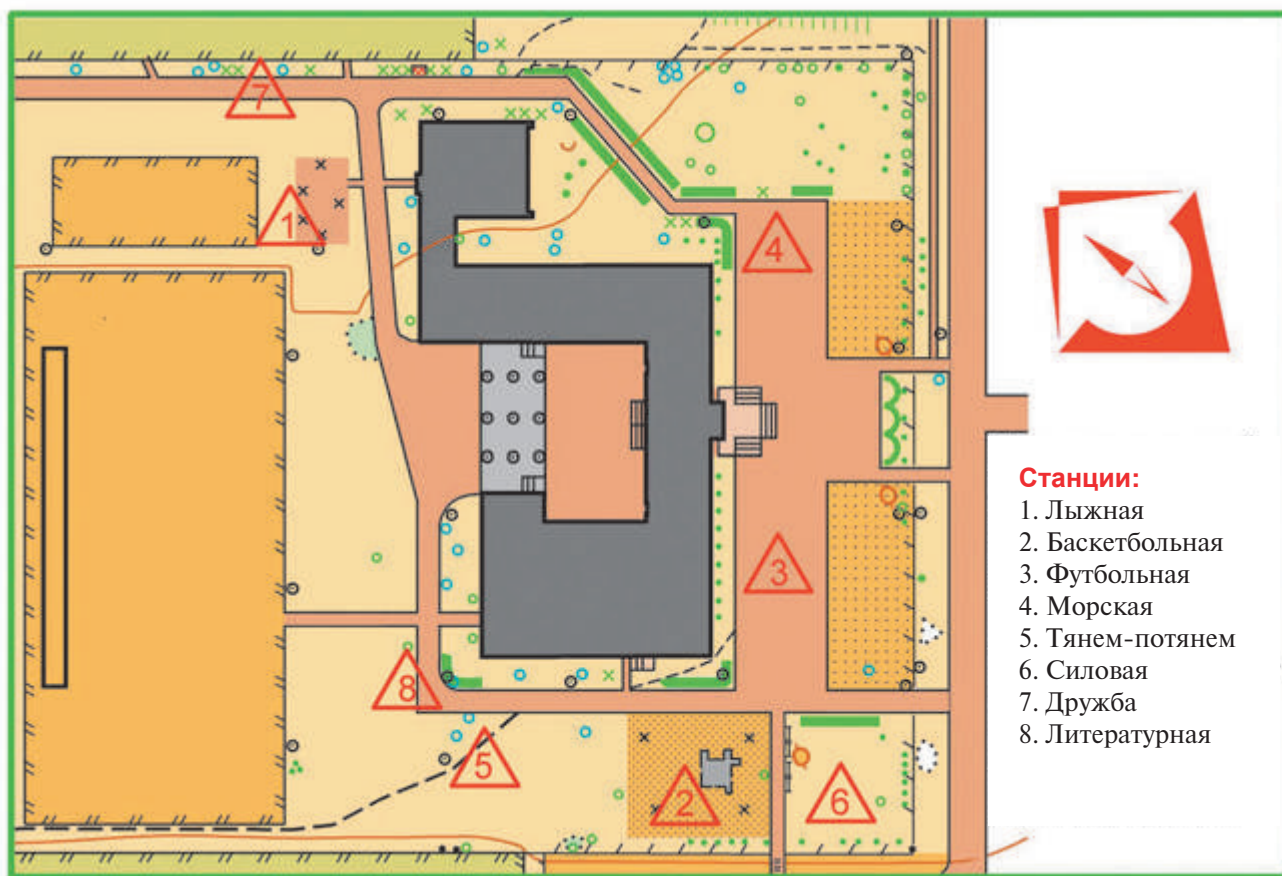 7
1
4
3
8
5
2
6
Станции:
1. Лыжная
2. Баскетбольная
3. Футбольная
4. Морская
5. Тянем-потянем
6. Силовая
7. Дружба
8. Литературная